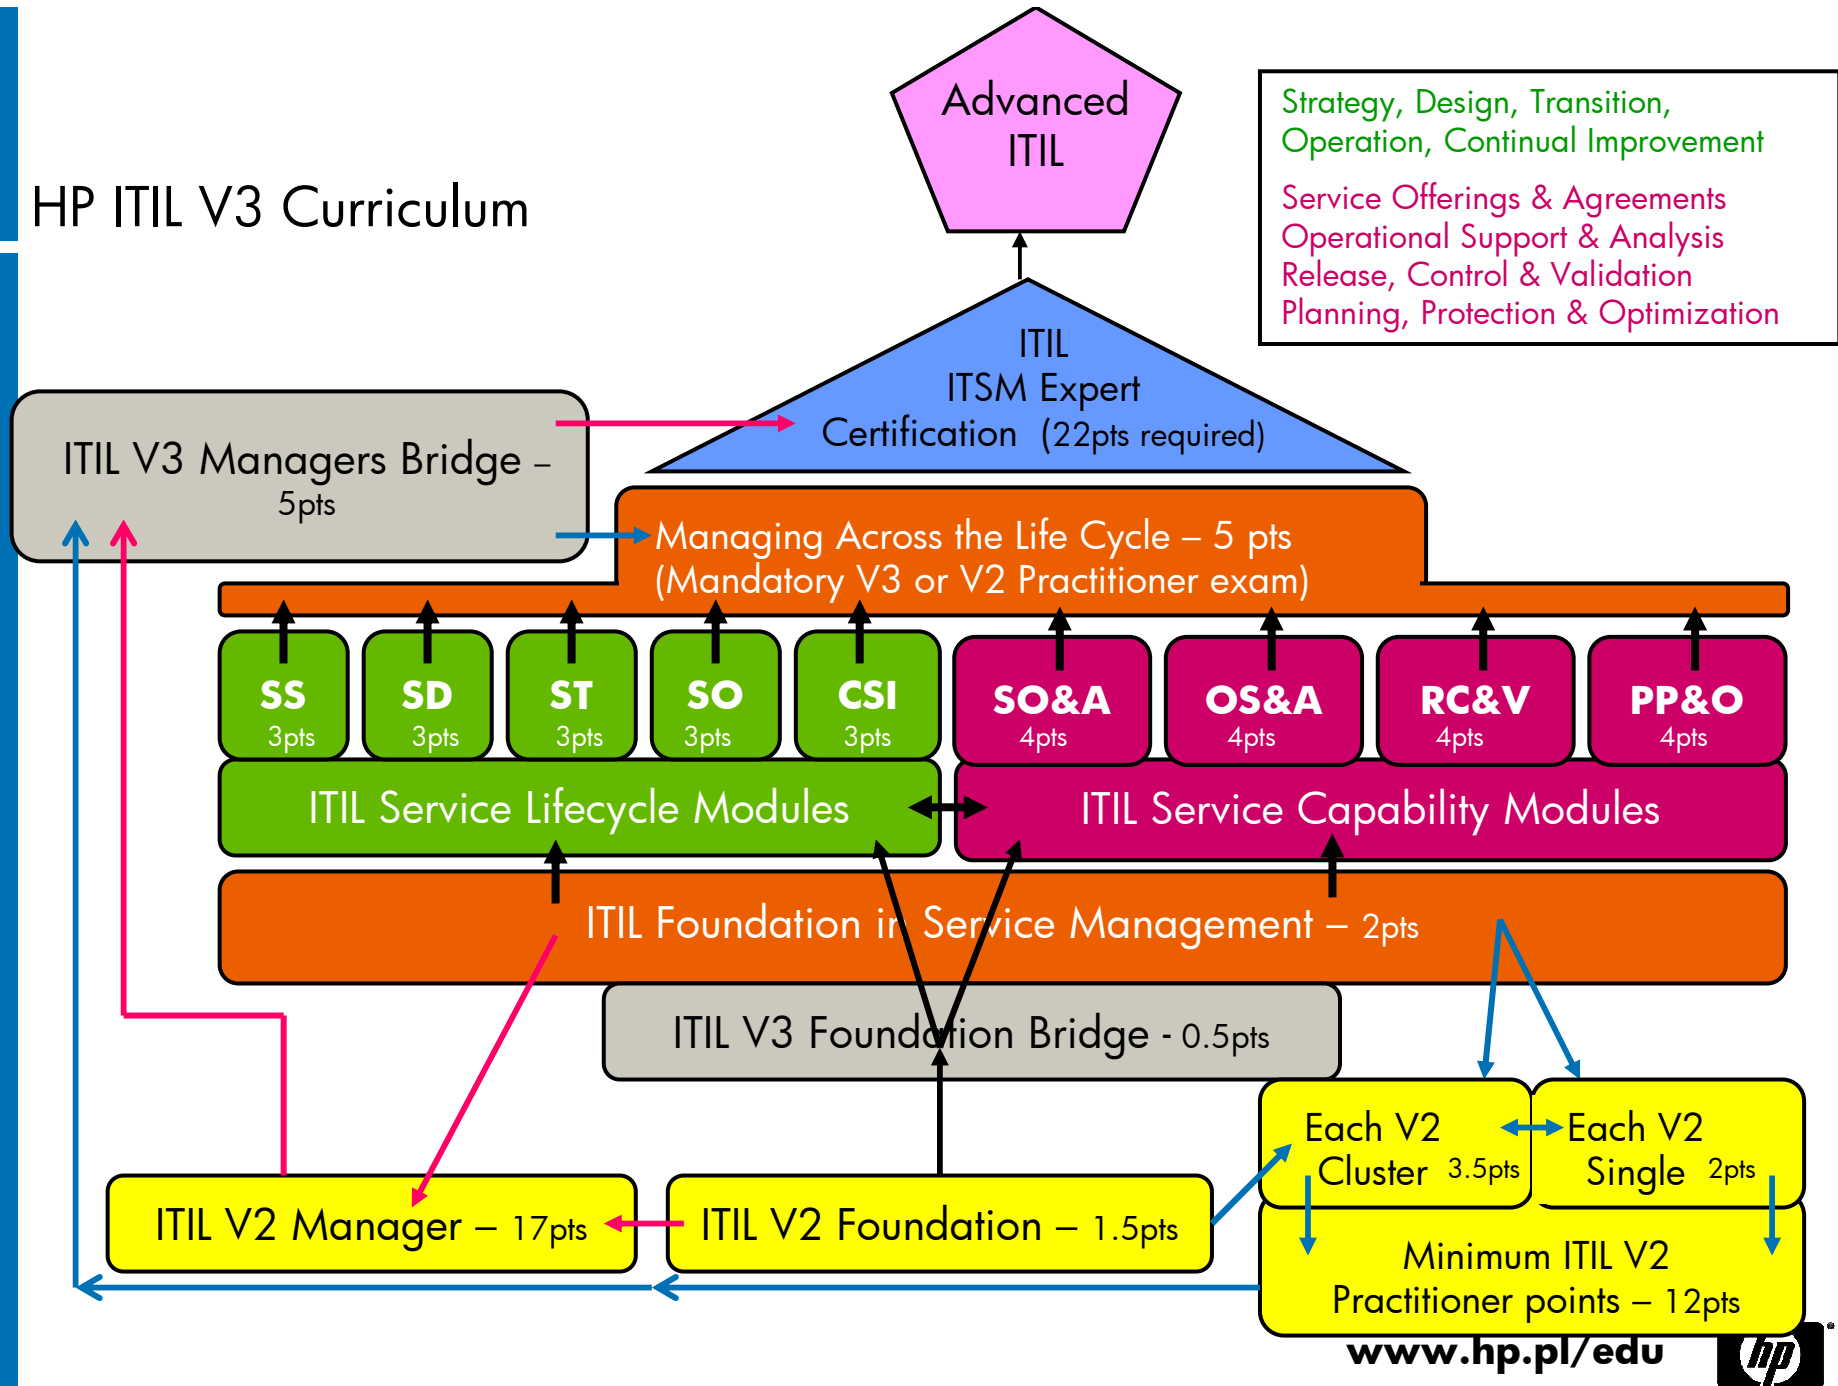 Advanced
ITIL
Strategy, Design, Transition,
Operation, Continual Improvement
Service Offerings & Agreements
Operational Support & Analysis
Release, Control & Validation
Planning, Protection & Optimization
HP ITIL V3 Curriculum
ITIL
ITSM Expert
Certification (22pts required)
ITIL V3 Managers Bridge –
5pts
Managing Across the Life Cycle – 5 pts
(Mandatory V3 or V2 Practitioner exam)
SS
3pts
SD
3pts
ST
3pts
SO
3pts
CSI
3pts
SO&A
4pts
OS&A
4pts
RC&V
4pts
PP&O
4pts
ITIL Service Lifecycle Modules
ITIL Service Capability Modules
ITIL Foundation in Service Management – 2pts
ITIL V3 Foundation Bridge - 0.5pts
Each V2
Cluster 3.5pts
Each V2
Single 2pts
ITIL V2 Manager – 17pts
ITIL V2 Foundation – 1.5pts
Minimum ITIL V2
Practitioner points – 12pts
www.hp.pl/edu
hp